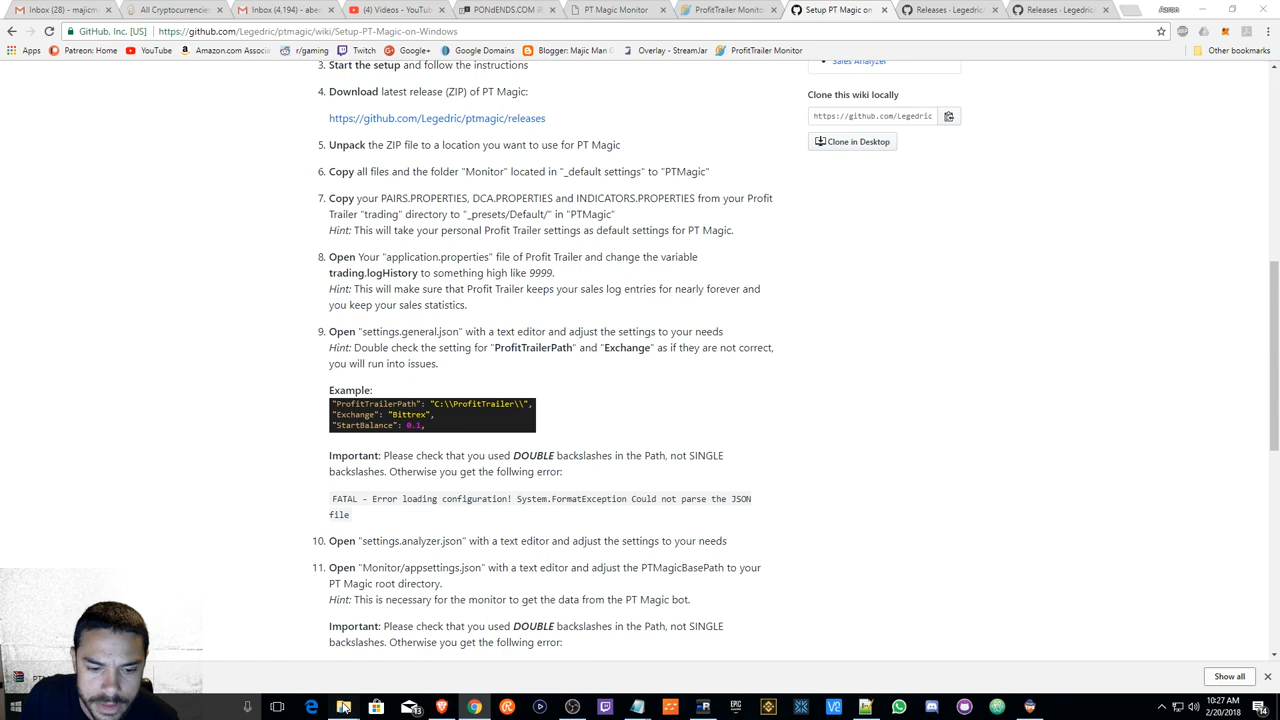 Inbox (28) - majicm
All Cryptocurrencies
Inbox (4,194) - abes
(4) Videos - YouTub
PONdENDS.COM i
PT Magic Monitor
ProfitTrailer Monitor
Setup PT Magic on
Releases · Legedric/
Releases · Legedric/
Aaron
GitHub, Inc. [US] https://github.com/Legedric/ptmagic/wiki/Setup-PT-Magic-on-Windows
Apps Patreon: Home YouTube Amazon.com Associa r/gaming Twitch Google+ Google Domains Blogger: Majic Man O Overlay - StreamJar ProfitTrailer Monitor Other bookmarks
3. Start the setup and follow the instructions
Sales Analyzer
4. Download latest release (ZIP) of PT Magic:
https://github.com/Legedric/ptmagic/releases
Clone this wiki locally
https://github.com/Legedric
Clone in Desktop
5. Unpack the ZIP file to a location you want to use for PT Magic
6. Copy all files and the folder "Monitor" located in "_default settings" to "PTMagic"
7. Copy your PAIRS.PROPERTIES, DCA.PROPERTIES and INDICATORS.PROPERTIES from your Profit
Trailer "trading" directory to "_presets/Default/" in "PTMagic"
Hint: This will take your personal Profit Trailer settings as default settings for PT Magic.
8. Open Your "application.properties" file of Profit Trailer and change the variable
trading.logHistory to something high like 9999.
Hint: This will make sure that Profit Trailer keeps your sales log entries for nearly forever and
you keep your sales statistics.
9. Open "settings.general.json" with a text editor and adjust the settings to your needs
Hint: Double check the setting for "ProfitTrailerPath" and "Exchange" as if they are not correct,
you will run into issues.
Example:
"ProfitTrailerPath": "C:\\ProfitTrailer\\",
"Exchange": "Bittrex",
"StartBalance": 0.1,
Important: Please check that you used DOUBLE backslashes in the Path, not SINGLE
backslashes. Otherwise you get the follwing error:
FATAL - Error loading configuration! System.FormatException Could not parse the JSON
file
10. Open "settings.analyzer.json" with a text editor and adjust the settings to your needs
11. Open "Monitor/appsettings.json" with a text editor and adjust the PTMagicBasePath to your
PT Magic root directory.
Hint: This is necessary for the monitor to get the data from the PT Magic bot.
Important: Please check that you used DOUBLE backslashes in the Path, not SINGLE
backslashes. Otherwise you get the follwing error:
Show all
10:27 AM
2/20/2018